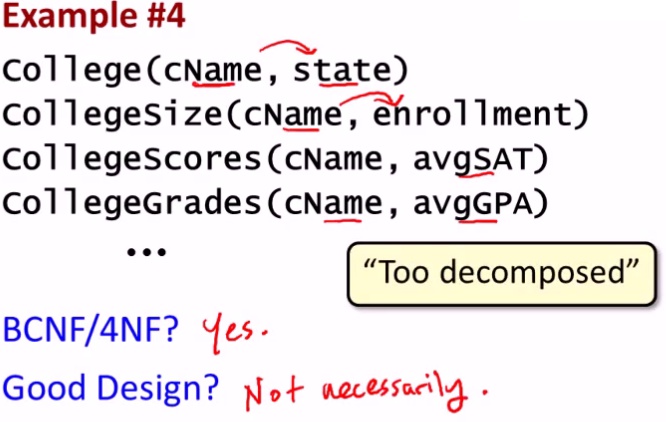 Example #4
College(cName, state)
CollegeSize(cName, enrollment)
CollegeScores(cName, avgSAT)
CollegeGrades(cName, avgGPA)
...
"Too decomposed"
BCNF/4NF? Yes.
Good Design? Not necessarily.